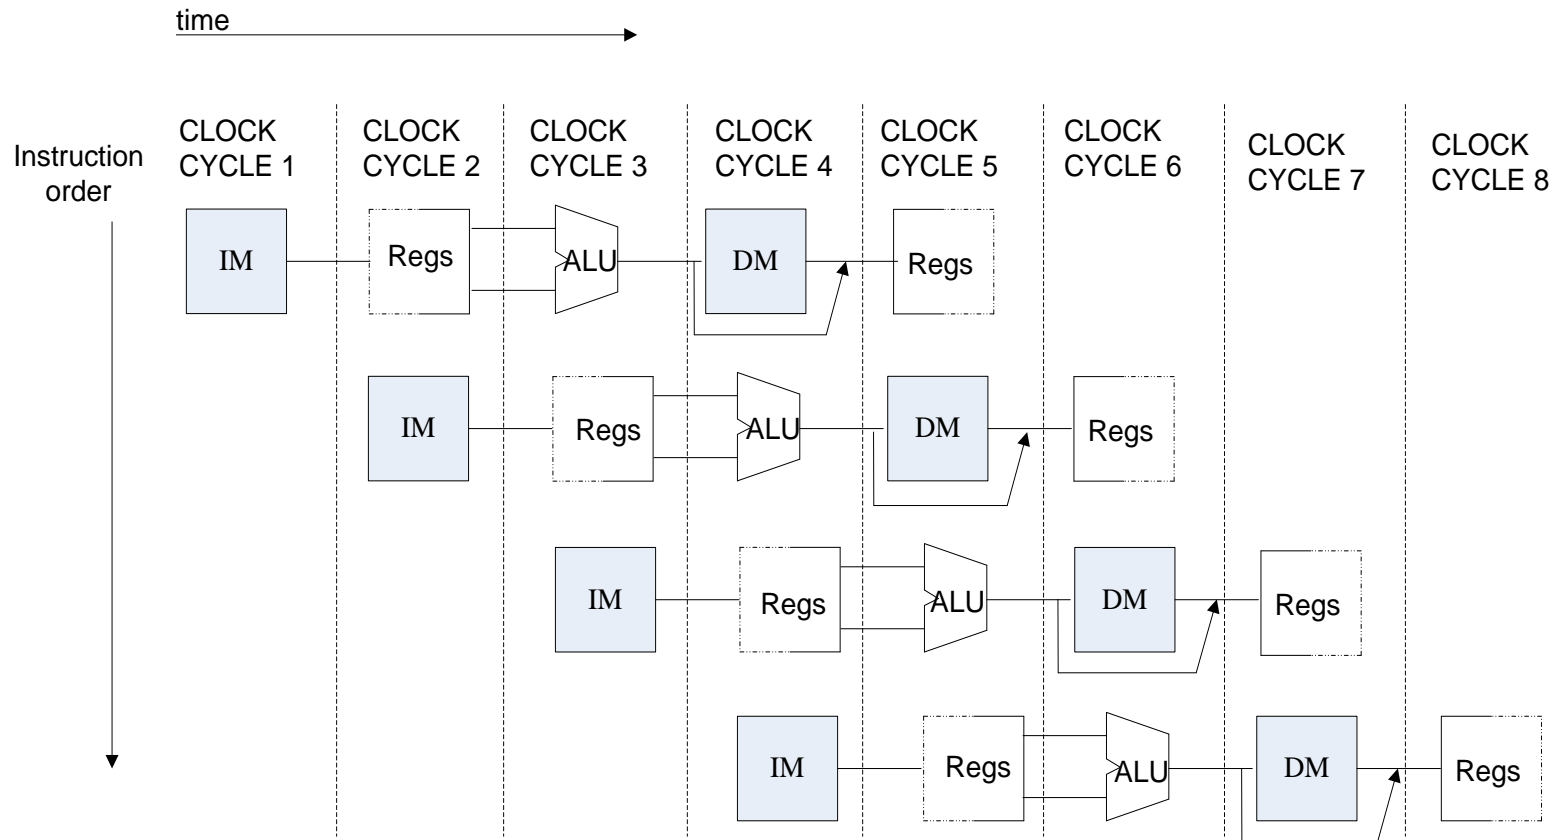 time
Instruction
order
CLOCK
CYCLE 1
CLOCK
CYCLE 2
CLOCK
CYCLE 3
CLOCK
CYCLE 4
CLOCK
CYCLE 5
CLOCK
CYCLE 6
CLOCK
CYCLE 7
CLOCK
CYCLE 8
IM
Regs
ALU
DM
Regs
IM
Regs
ALU
DM
Regs
IM
Regs
ALU
DM
Regs
IM
Regs
ALU
DM
Regs